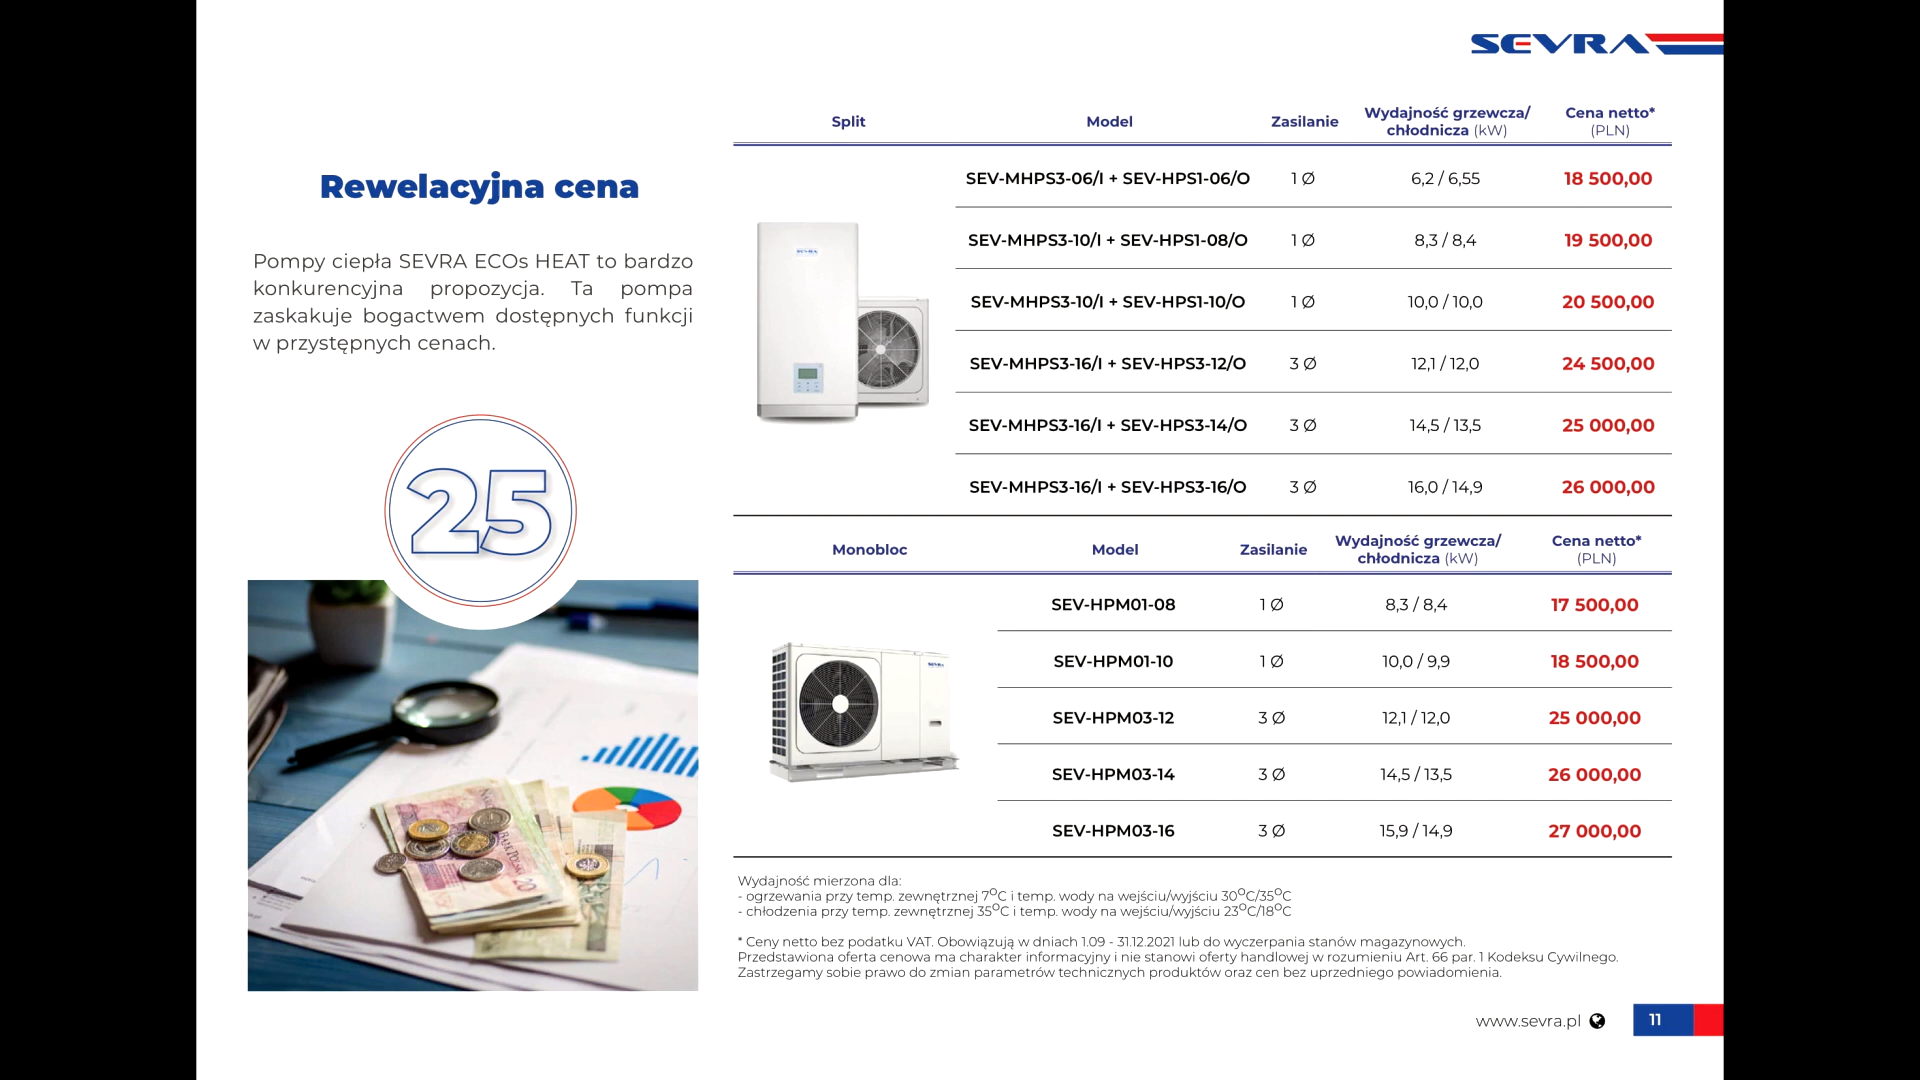 SEVRA
Rewelacyjna cena
Pompy ciepła SEVRA ECOs HEAT to bardzo
konkurencyjna propozycja. Ta pompa
zaskakuje bogactwem dostępnych funkcji
w przystępnych cenach.
25
Split Model Zasilanie Wydajność grzewcza/ chłodnicza (kW) Cena netto* (PLN)
SEV-MHPS3-06/I + SEV-HPS1-06/O 1 Ø 6,2 / 6,55 18 500,00
SEV-MHPS3-10/I + SEV-HPS1-08/O 1 Ø 8,3 / 8,4 19 500,00
SEV-MHPS3-10/I + SEV-HPS1-10/O 1 Ø 10,0 / 10,0 20 500,00
SEV-MHPS3-16/I + SEV-HPS3-12/O 3 Ø 12,1 / 12,0 24 500,00
SEV-MHPS3-16/I + SEV-HPS3-14/O 3 Ø 14,5 / 13,5 25 000,00
SEV-MHPS3-16/I + SEV-HPS3-16/O 3 Ø 16,0 / 14,9 26 000,00
SEVRA
Monobloc Model Zasilanie Wydajność grzewcza/ chłodnicza (kW) Cena netto* (PLN)
SEV-HPM01-08 1 Ø 8,3 / 8,4 17 500,00
SEV-HPM01-10 1 Ø 10,0 / 9,9 18 500,00
SEV-HPM03-12 3 Ø 12,1 / 12,0 25 000,00
SEV-HPM03-14 3 Ø 14,5 / 13,5 26 000,00
SEV-HPM03-16 3 Ø 15,9 / 14,9 27 000,00
SEVRA
Wydajność mierzona dla:
- ogrzewania przy temp. zewnętrznej 7°C i temp. wody na wejściu/wyjściu 30°C/35°C
- chłodzenia przy temp. zewnętrznej 35°C i temp. wody na wejściu/wyjściu 23°C/18°C
* Ceny netto bez podatku VAT. Obowiązują w dniach 1.09 - 31.12.2021 lub do wyczerpania stanów magazynowych.
Przedstawiona oferta cenowa ma charakter informacyjny i nie stanowi oferty handlowej w rozumieniu Art. 66 par. 1 Kodeksu Cywilnego.
Zastrzegamy sobie prawo do zmian parametrów technicznych produktów oraz cen bez uprzedniego powiadomienia.
www.sevra.pl
11